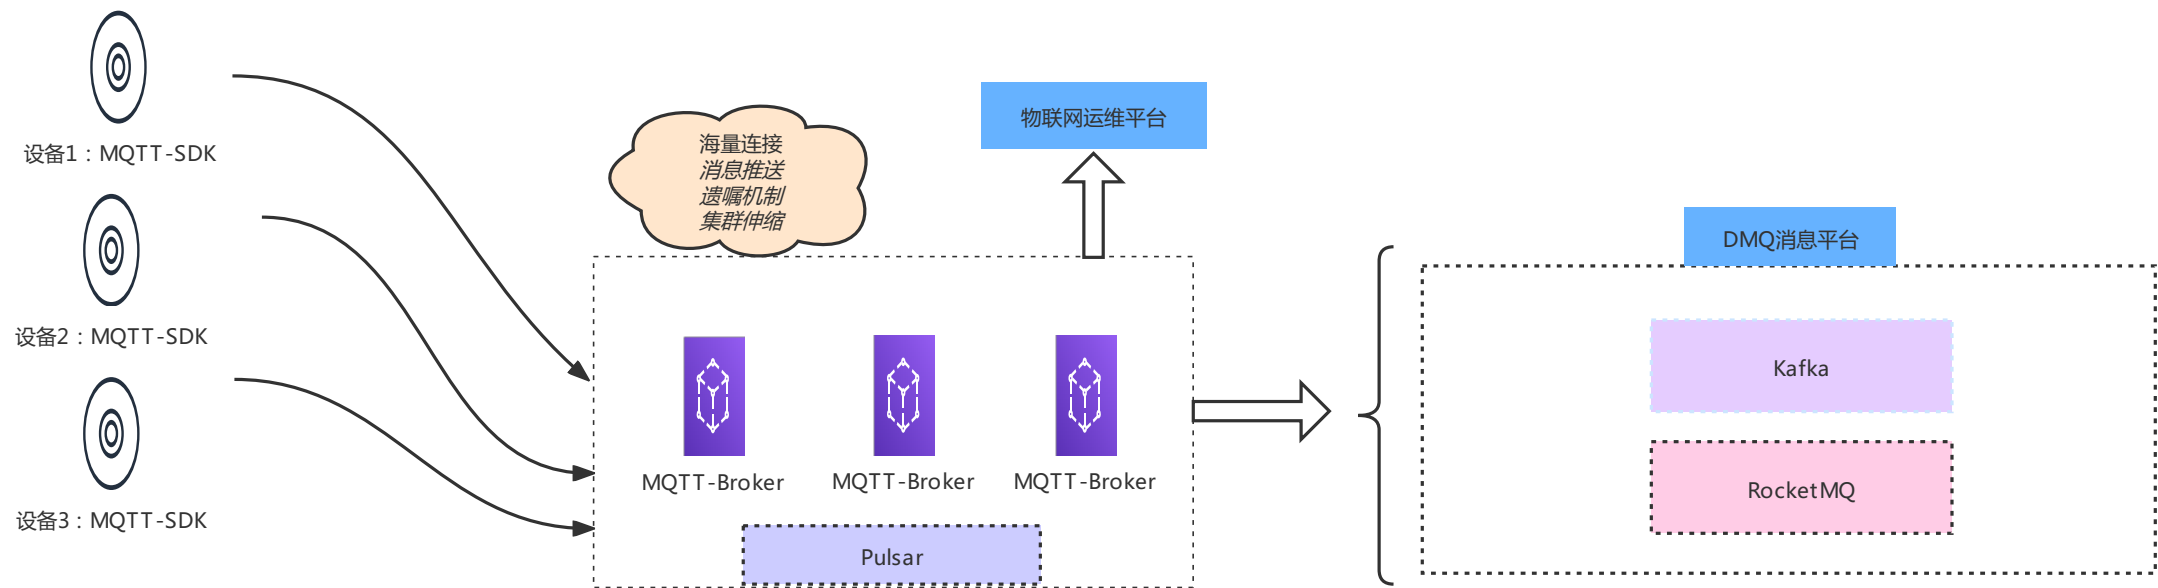 设备1：MQTT-SDK
设备2：MQTT-SDK
设备3：MQTT-SDK
海量连接
消息推送
遗嘱机制
集群伸缩
物联网运维平台
MQTT-Broker
MQTT-Broker
MQTT-Broker
Pulsar
DMQ消息平台
Kafka
RocketMQ